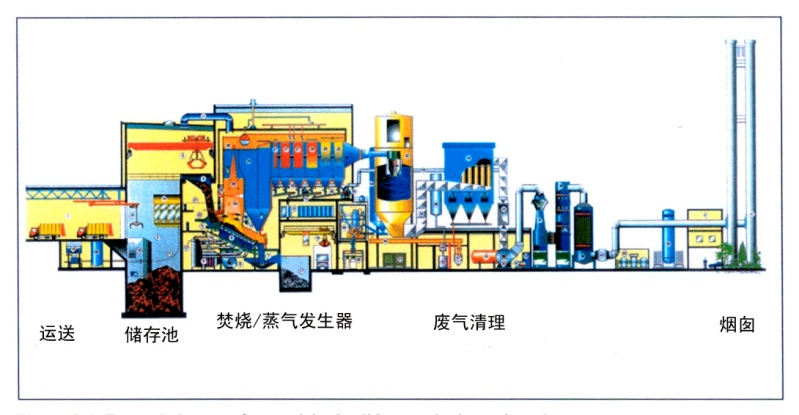 运送
储存池
焚烧/蒸气发生器
废气清理
烟囱